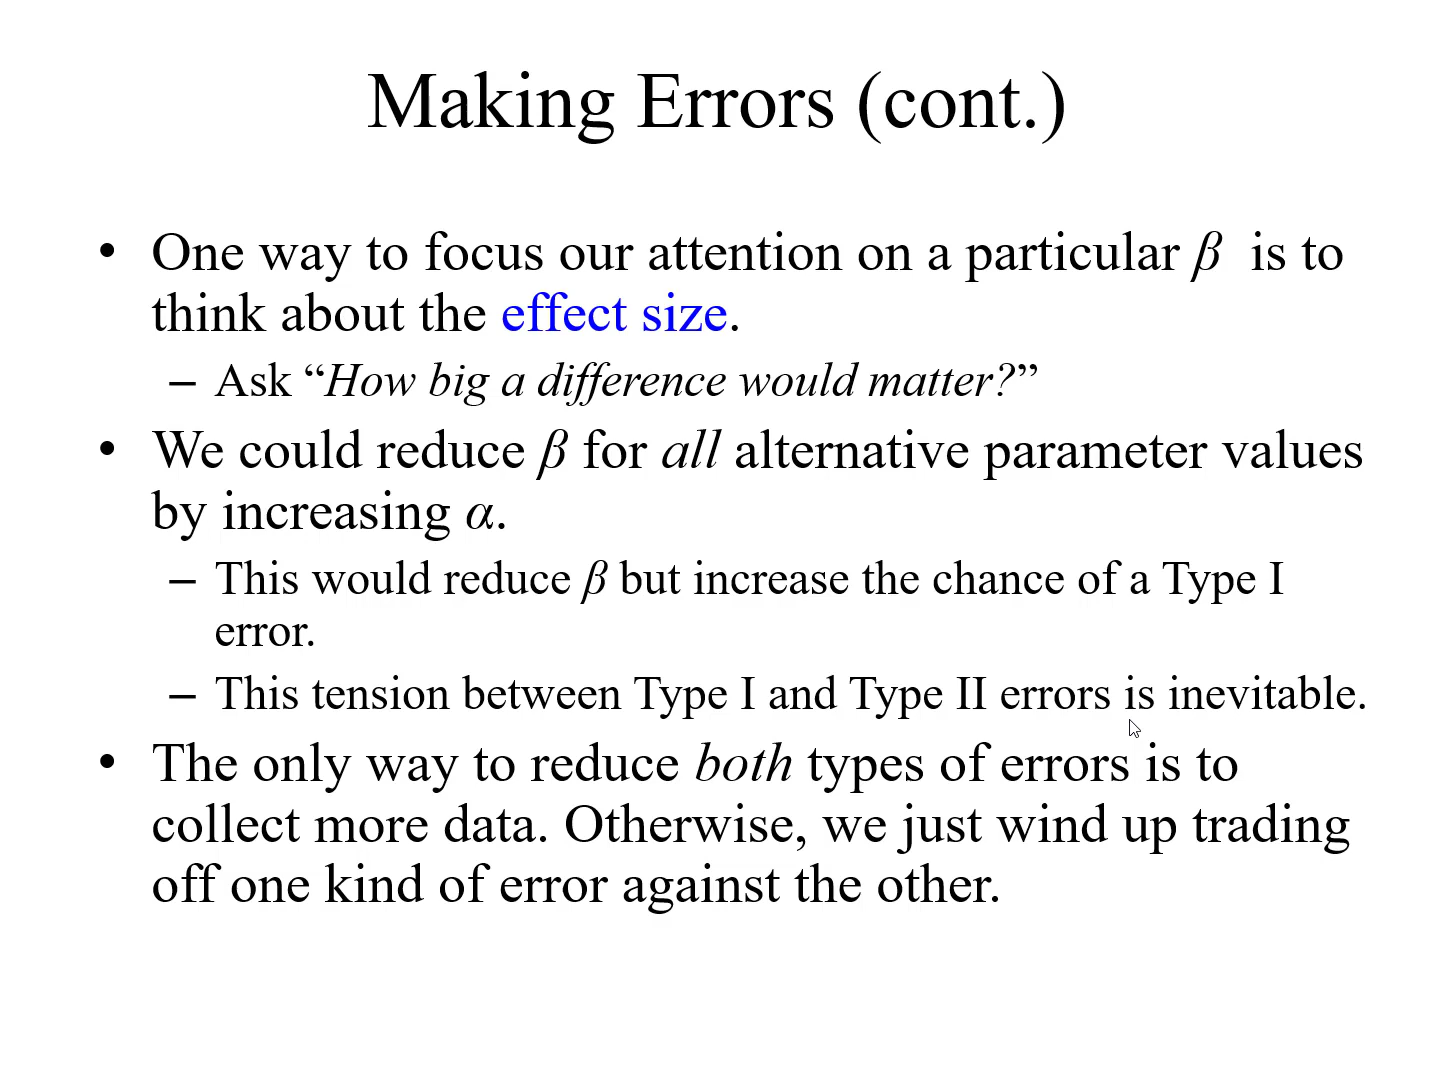 Making Errors (cont.)
• One way to focus our attention on a particular β is to
think about the effect size.
– Ask “How big a difference would matter?”
• We could reduce β for all alternative parameter values
by increasing α.
– This would reduce β but increase the chance of a Type I
error.
– This tension between Type I and Type II errors is inevitable.
• The only way to reduce both types of errors is to
collect more data. Otherwise, we just wind up trading
off one kind of error against the other.